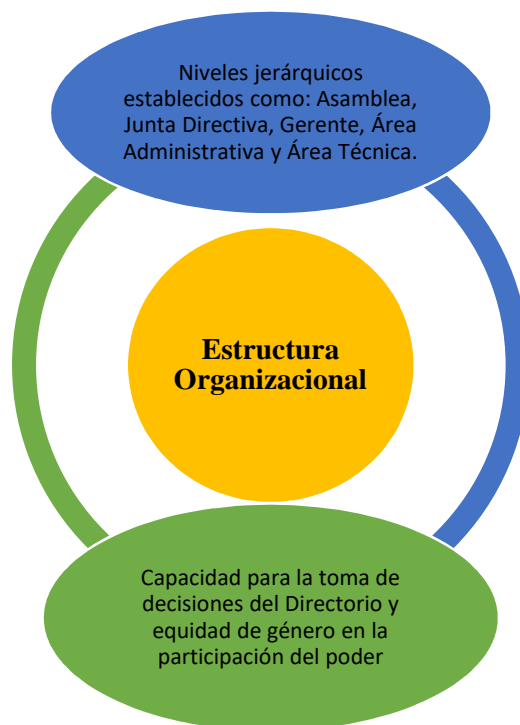 Niveles jerárquicos
establecidos como: Asamblea,
Junta Directiva, Gerente, Área
Administrativa y Área Técnica.
Estructura
Organizacional
Capacidad para la toma de
decisiones del Directorio y
equidad de género en la
participación del poder